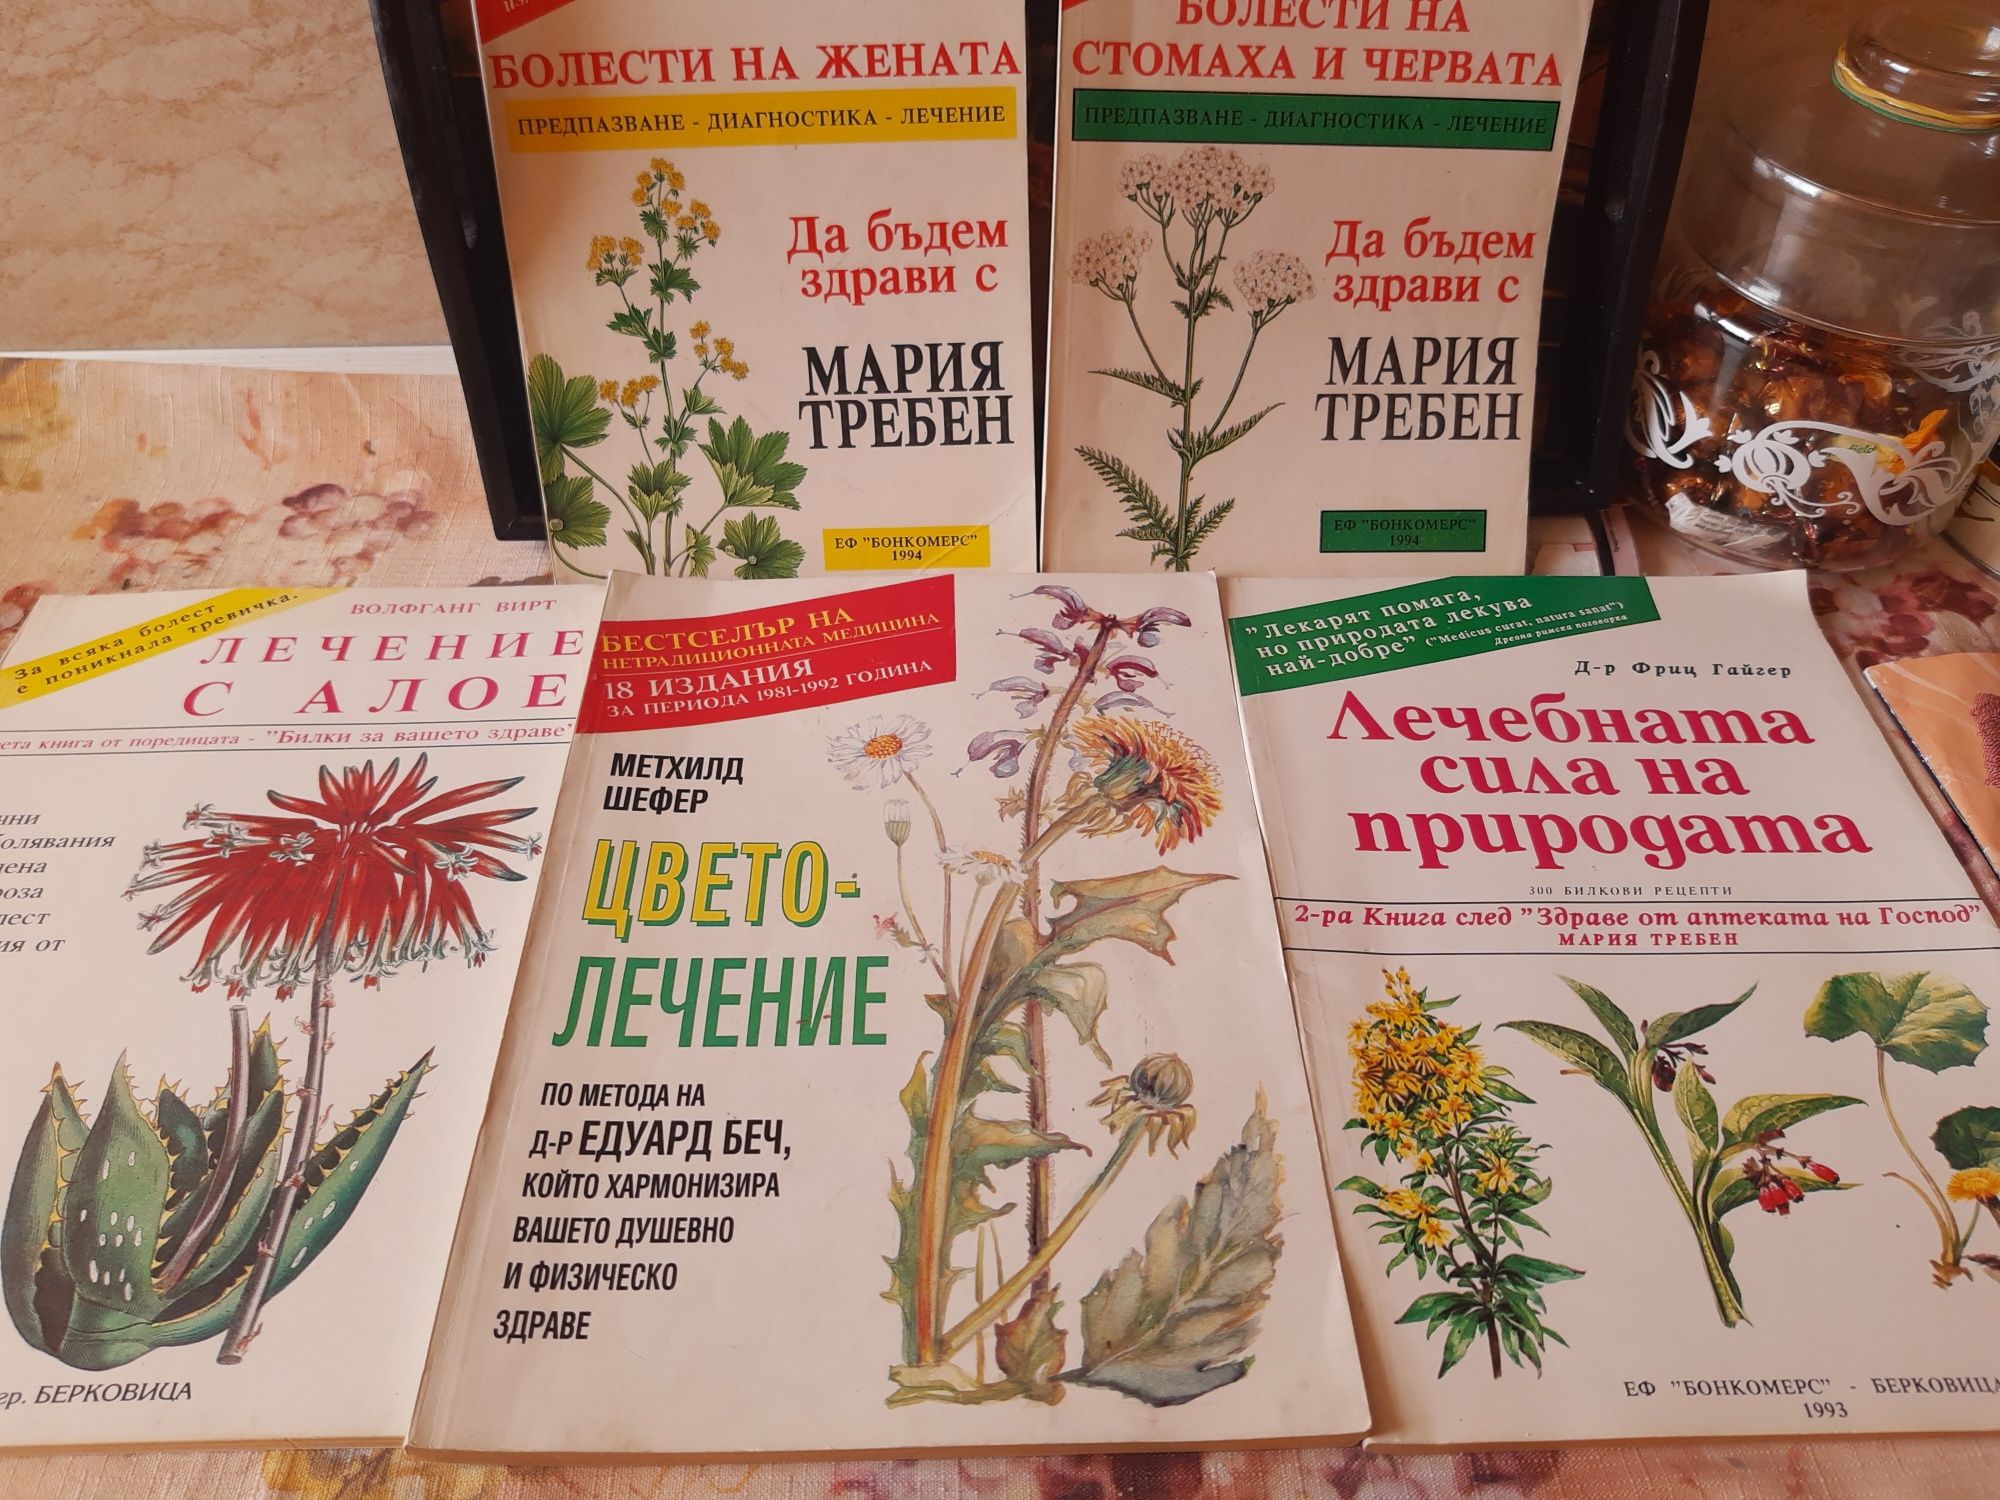 БОЛЕСТИ НА ЖЕНАТА
ПРЕДПАЗВАНЕ - ДИАГНОСТИКА - ЛЕЧЕНИЕ
Да бъдем
здрави с
МАРИЯ
ТРЕБЕН
ЕФ "БОНКОМЕРС"
1994
БОЛЕСТИ НА
СТОМАХА И ЧЕРВАТА
ПРЕДПАЗВАНЕ - ДИАГНОСТИКА - ЛЕЧЕНИЕ
Да бъдем
здрави с
МАРИЯ
ТРЕБЕН
ЕФ "БОНКОМЕРС"
1994
За всяка болест
е поникнала тревичка.
ВОЛФГАНГ ВИРТ
ЛЕЧЕНИЕ
С АЛОЕ
книга от поредицата - "Билки за вашето здраве"
от
гр. БЕРКОВИЦА
БЕСТСЕЛЪР НА
НЕТРАДИЦИОННАТА МЕДИЦИНА
18 ИЗДАНИЯ
ЗА ПЕРИОДА 1981-1992 ГОДИНА
МЕТХИЛД
ШЕФЕР
ЦВЕТО-
ЛЕЧЕНИЕ
ПО МЕТОДА НА
Д-Р ЕДУАРД БЕЧ,
КОЙТО ХАРМОНИЗИРА
ВАШЕТО ДУШЕВНО
И ФИЗИЧЕСКО
ЗДРАВЕ
"Лекарят помага,
но природата лекува
най-добре" ("Medicus curat, natura sanat")
Древна римска поговорка
Д-р Фриц Гайгер
Лечебната
сила на
природата
300 БИЛКОВИ РЕЦЕПТИ
2-ра Книга след "Здраве от аптеката на Господ"
МАРИЯ ТРЕБЕН
ЕФ "БОНКОМЕРС" - БЕРКОВИЦА
1993